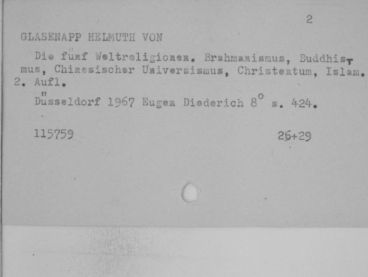 2
GLASENAPP HELMUTH VON
Die fünf Weltreligionen. Brahmanismus, Buddhis-
mus, Chinesischer Universismus, Christentum, Islam.
2. Aufl.
Düsseldorf 1967 Eugen Diederich 8° s. 424.
115759 26+29